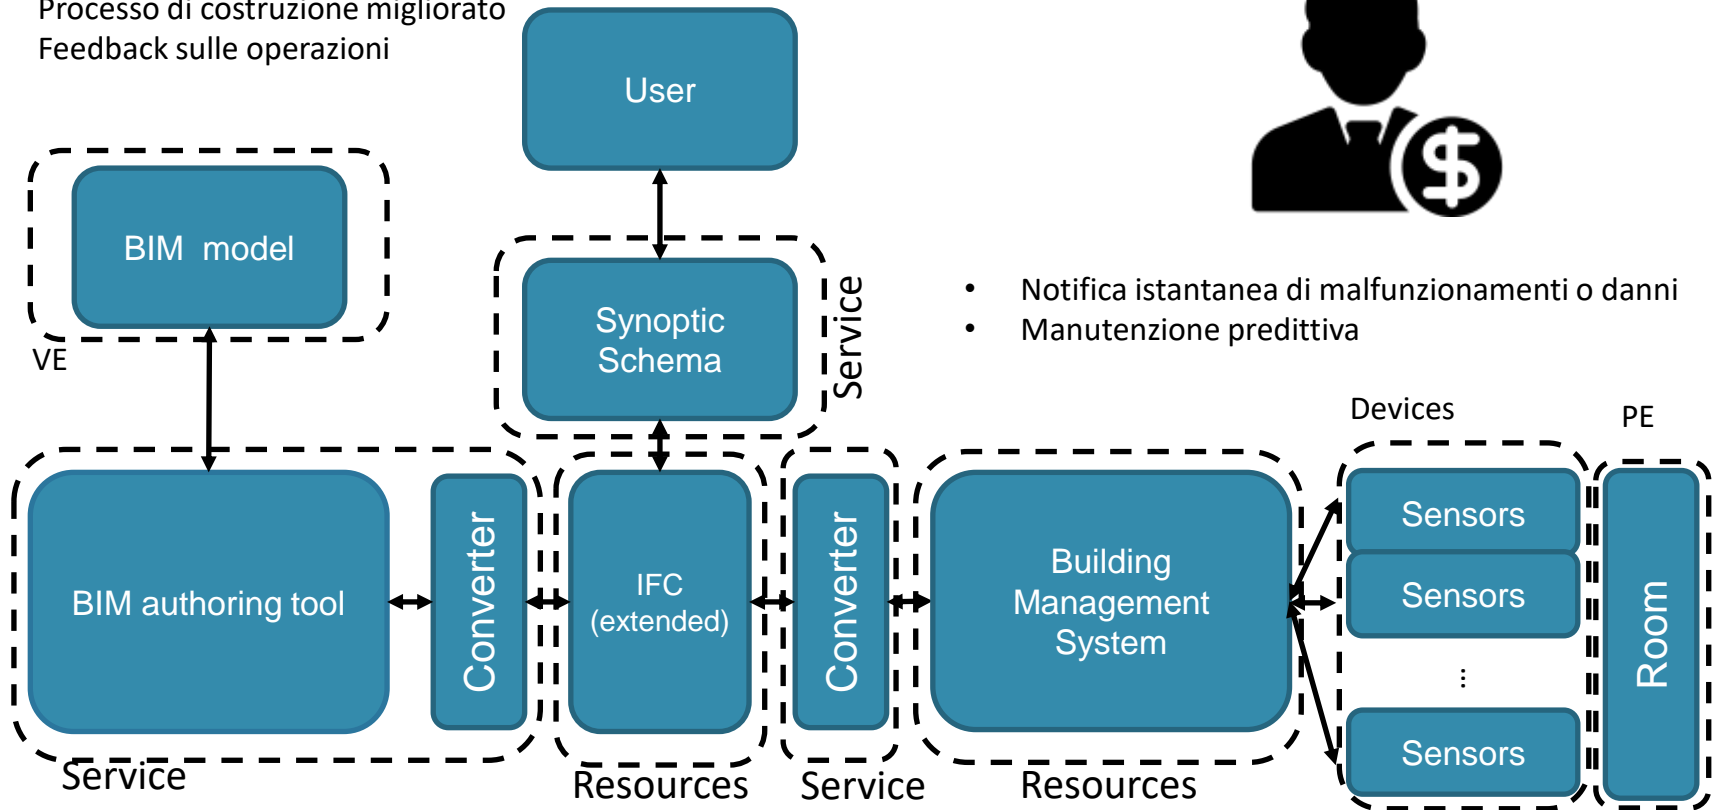 Processo di costruzione migliorato
Feedback sulle operazioni
User
BIM model
VE
Synoptic
Schema
Service
$
• Notifica istantanea di malfunzionamenti o danni
• Manutenzione predittiva
Devices
PE
BIM authoring tool
Converter
IFC
(extended)
Converter
Building
Management
System
Sensors
Sensors
...
Sensors
Room
Service
Resources
Service
Resources